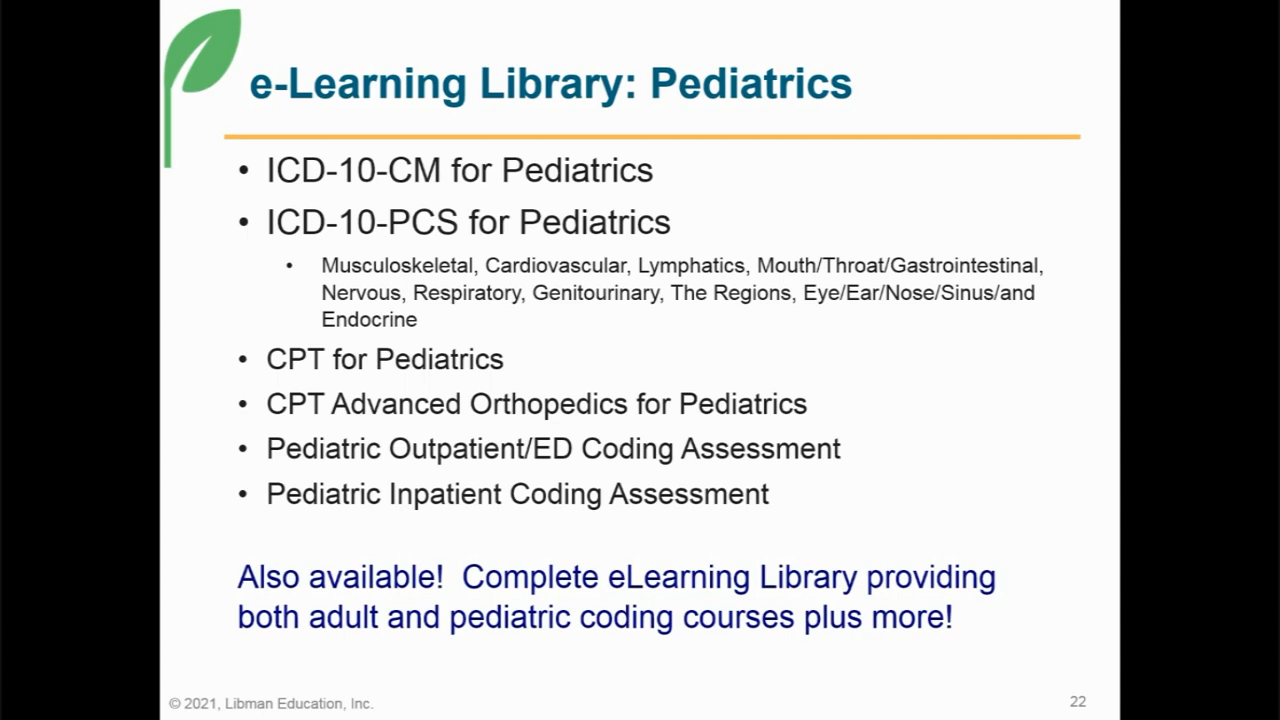 e-Learning Library: Pediatrics
• ICD-10-CM for Pediatrics
• ICD-10-PCS for Pediatrics
• Musculoskeletal, Cardiovascular, Lymphatics, Mouth/Throat/Gastrointestinal,
Nervous, Respiratory, Genitourinary, The Regions, Eye/Ear/Nose/Sinus/and
Endocrine
• CPT for Pediatrics
• CPT Advanced Orthopedics for Pediatrics
• Pediatric Outpatient/ED Coding Assessment
• Pediatric Inpatient Coding Assessment
Also available! Complete eLearning Library providing
both adult and pediatric coding courses plus more!
© 2021, Libman Education, Inc.
22